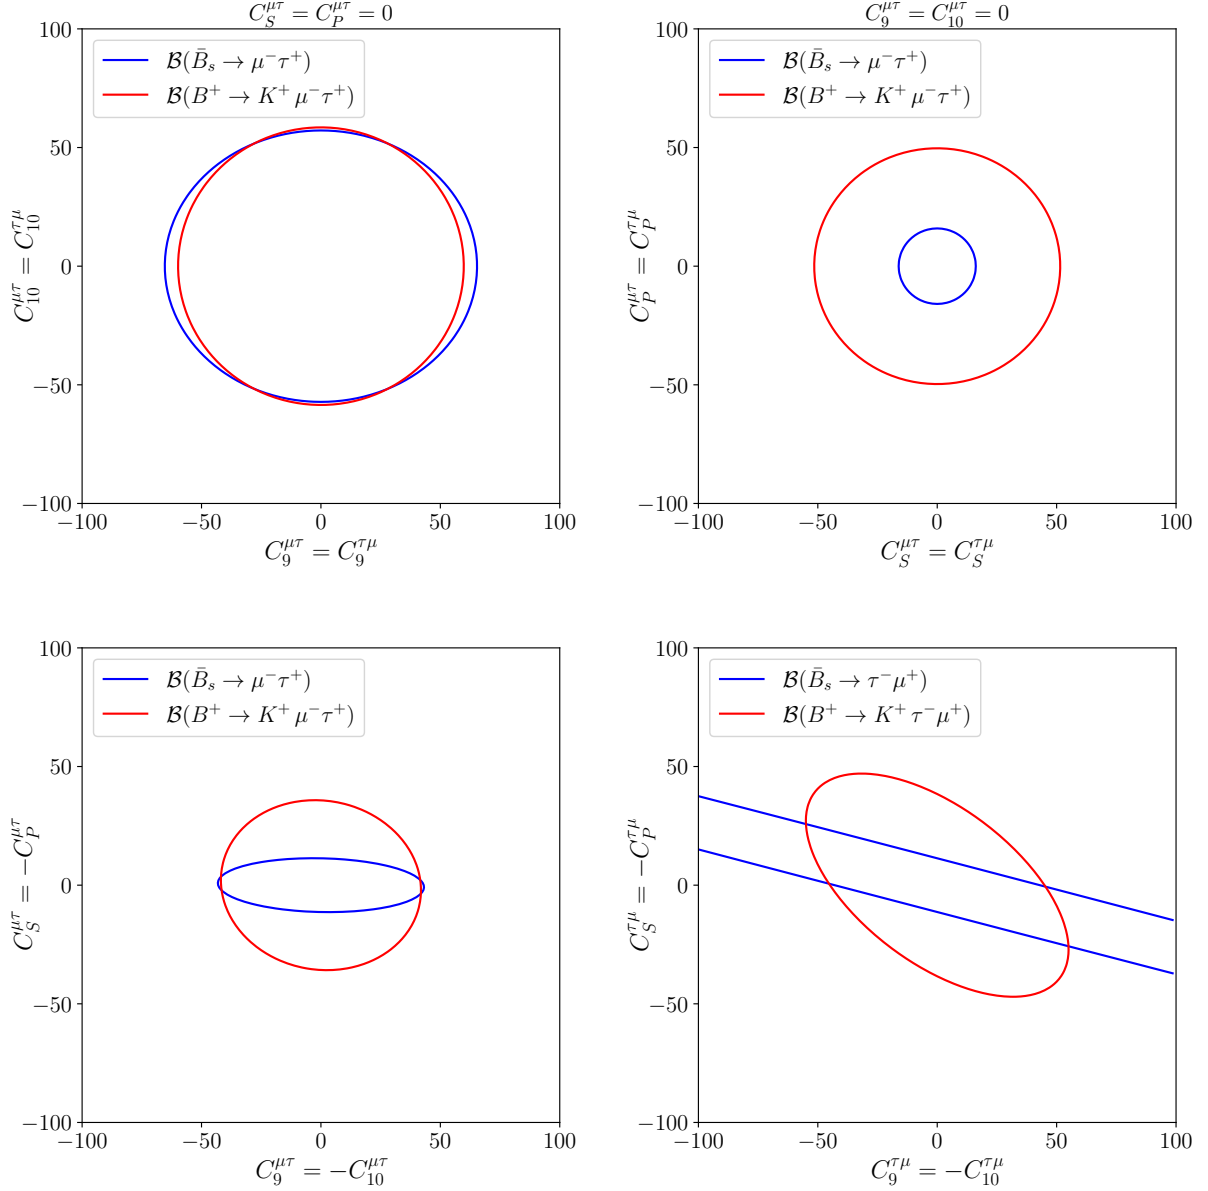 C_S^{μτ} = C_P^{μτ} = 0
100
50
0
−50
−100
C_{10}^{μτ} = C_{10}^{τμ}
𝓑(B̄_s → μ⁻τ⁺)
𝓑(B⁺ → K⁺ μ⁻τ⁺)
−100 −50 0 50 100
C_9^{μτ} = C_9^{τμ}
C_9^{μτ} = C_{10}^{μτ} = 0
100
50
0
−50
−100
C_P^{μτ} = C_P^{τμ}
𝓑(B̄_s → μ⁻τ⁺)
𝓑(B⁺ → K⁺ μ⁻τ⁺)
−100 −50 0 50 100
C_S^{μτ} = C_S^{τμ}
100
50
0
−50
−100
C_S^{μτ} = −C_P^{μτ}
𝓑(B̄_s → μ⁻τ⁺)
𝓑(B⁺ → K⁺ μ⁻τ⁺)
−100 −50 0 50 100
C_9^{μτ} = −C_{10}^{μτ}
100
50
0
−50
−100
C_S^{τμ} = −C_P^{τμ}
𝓑(B̄_s → τ⁻μ⁺)
𝓑(B⁺ → K⁺ τ⁻μ⁺)
−100 −50 0 50 100
C_9^{τμ} = −C_{10}^{τμ}